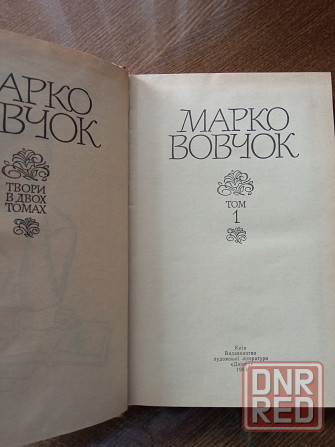 АРКО
ВЧОК
ТВОРИ
В ДВОХ
ТОМАХ
МАРКО
ВОВЧОК
ТОМ
1
Київ
Видавництво
художньої літератури
DNR
RED